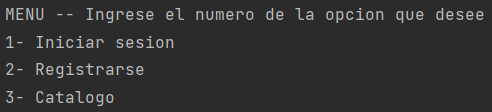 MENU -- Ingrese el numero de la opcion que desee
1- Iniciar sesion
2- Registrarse
3- Catalogo